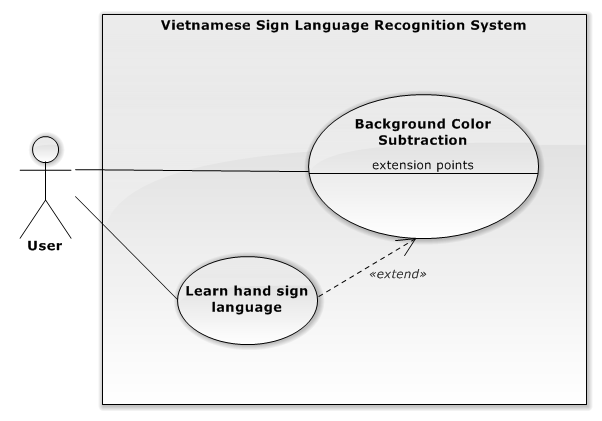 Vietnamese Sign Language Recognition System
Background Color
Subtraction
extension points
User
«extend»
Learn hand sign
language